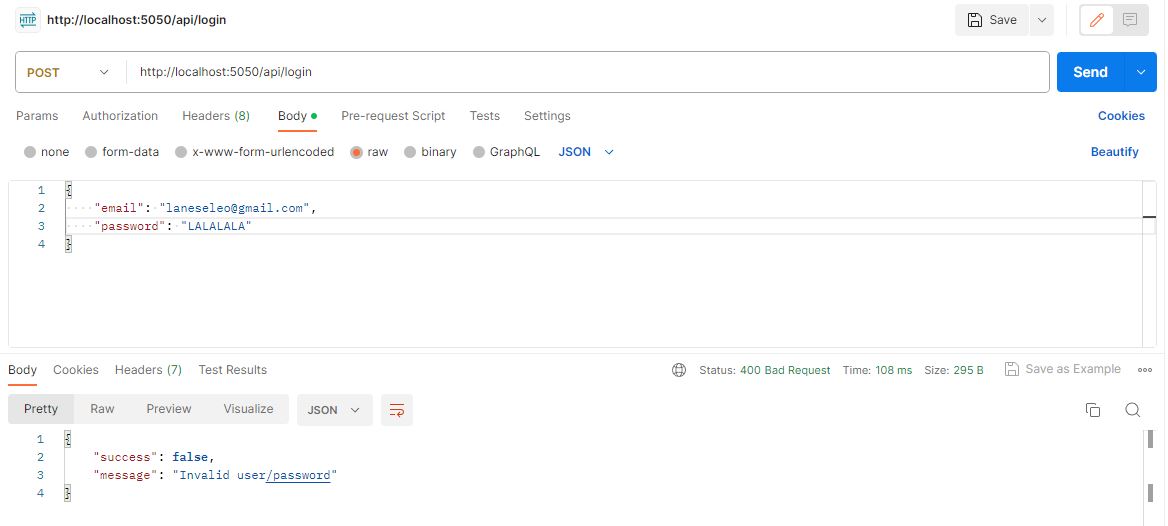 HTTP http://localhost:5050/api/login Save
POST http://localhost:5050/api/login Send
Params Authorization Headers (8) Body Pre-request Script Tests Settings Cookies
none form-data x-www-form-urlencoded raw binary GraphQL JSON Beautify
1 {
2 "email": "laneseleo@gmail.com",
3 "password": "LALALALA"
4 }
Body Cookies Headers (7) Test Results Status: 400 Bad Request Time: 108 ms Size: 295 B Save as Example
Pretty Raw Preview Visualize JSON
1 {
2 "success": false,
3 "message": "Invalid user/password"
4 }